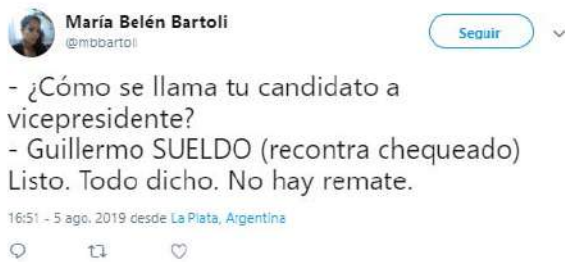 María Belén Bartoli
@mbbartoli
Seguir
- ¿Cómo se llama tu candidato a
vicepresidente?
- Guillermo SUELDO (recontra chequeado)
Listo. Todo dicho. No hay remate.
16:51 - 5 ago. 2019 desde La Plata, Argentina